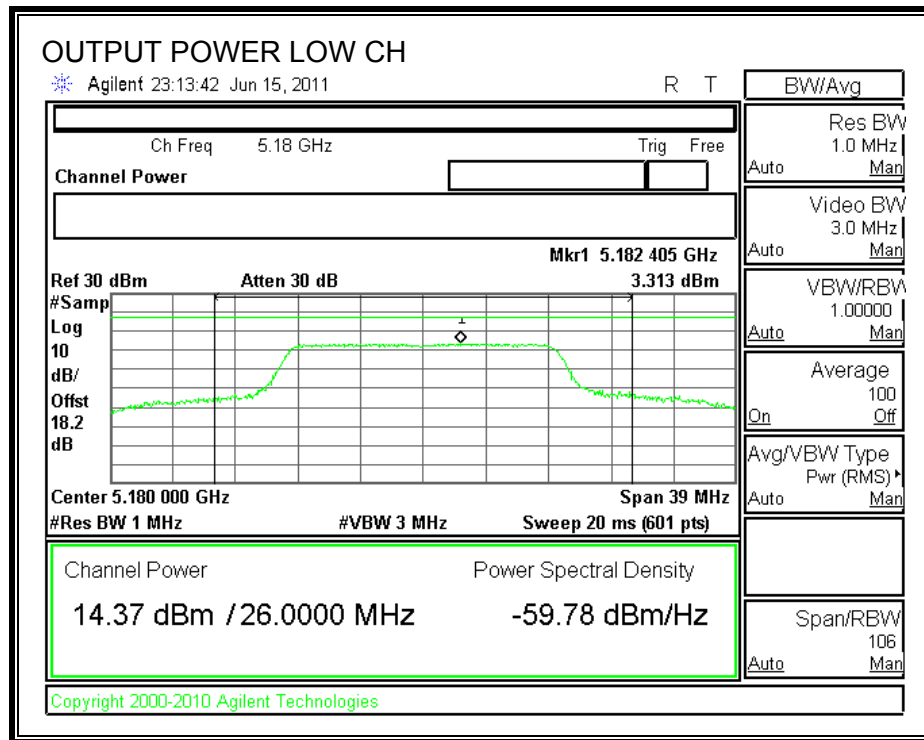 OUTPUT POWER LOW CH
Agilent 23:13:42 Jun 15, 2011
R T
Ch Freq 5.18 GHz
Trig Free
Channel Power
Mkr1 5.182 405 GHz
Ref 30 dBm
Atten 30 dB
3.313 dBm
#Samp
Log
10
dB/
Offst
18.2
dB
Center 5.180 000 GHz
Span 39 MHz
#Res BW 1 MHz
#VBW 3 MHz
Sweep 20 ms (601 pts)
Channel Power
Power Spectral Density
14.37 dBm / 26.0000 MHz
-59.78 dBm/Hz
Copyright 2000-2010 Agilent Technologies
BW/Avg
Res BW
1.0 MHz
Auto Man
Video BW
3.0 MHz
Auto Man
VBW/RBW
1.00000
Auto Man
Average
100
On Off
Avg/VBW Type
Pwr (RMS)
Auto Man
Span/RBW
106
Auto Man